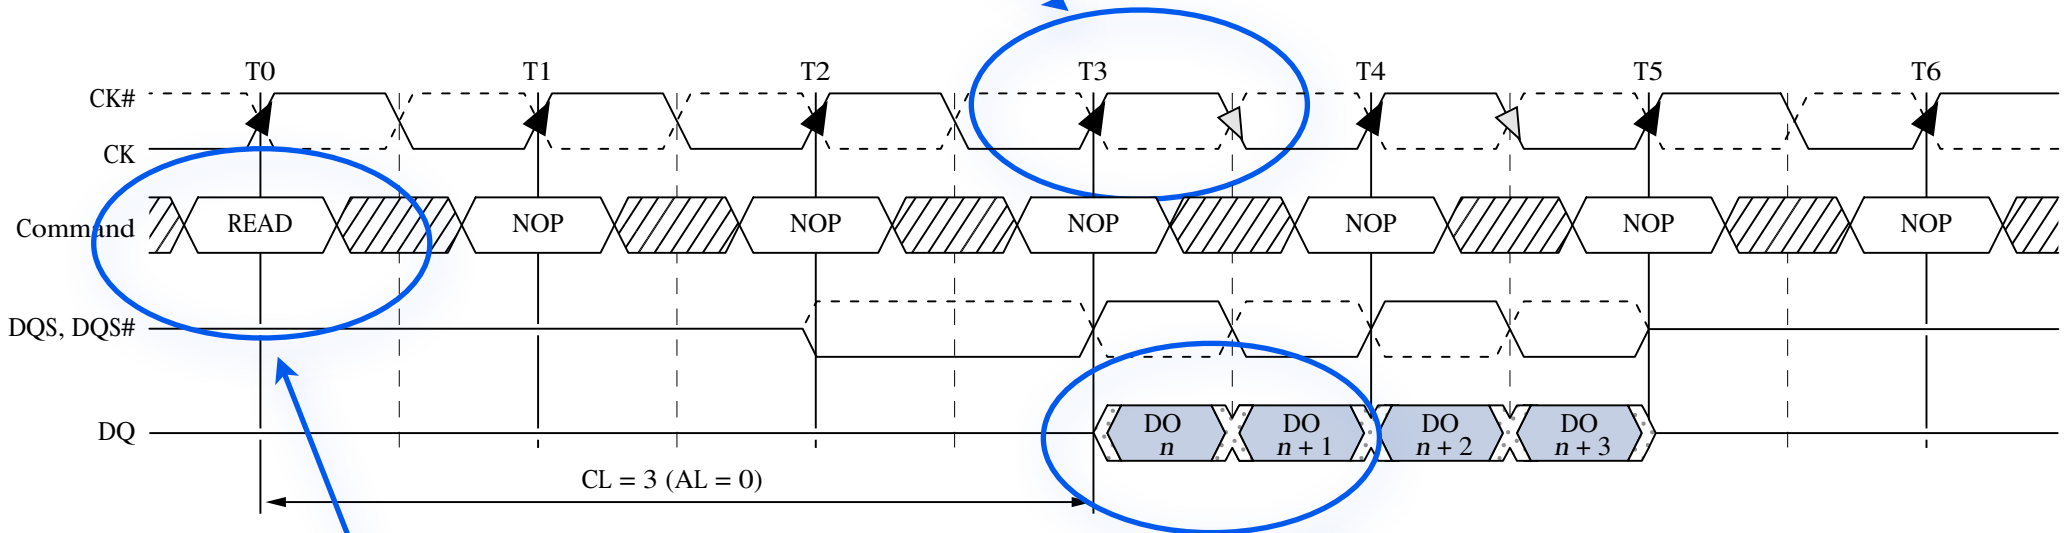 T0 T1 T2 T3 T4 T5 T6
CK#
CK
Command READ NOP NOP NOP NOP NOP NOP
DQS, DQS#
DQ
DO DO DO DO
n n + 1 n + 2 n + 3
CL = 3 (AL = 0)